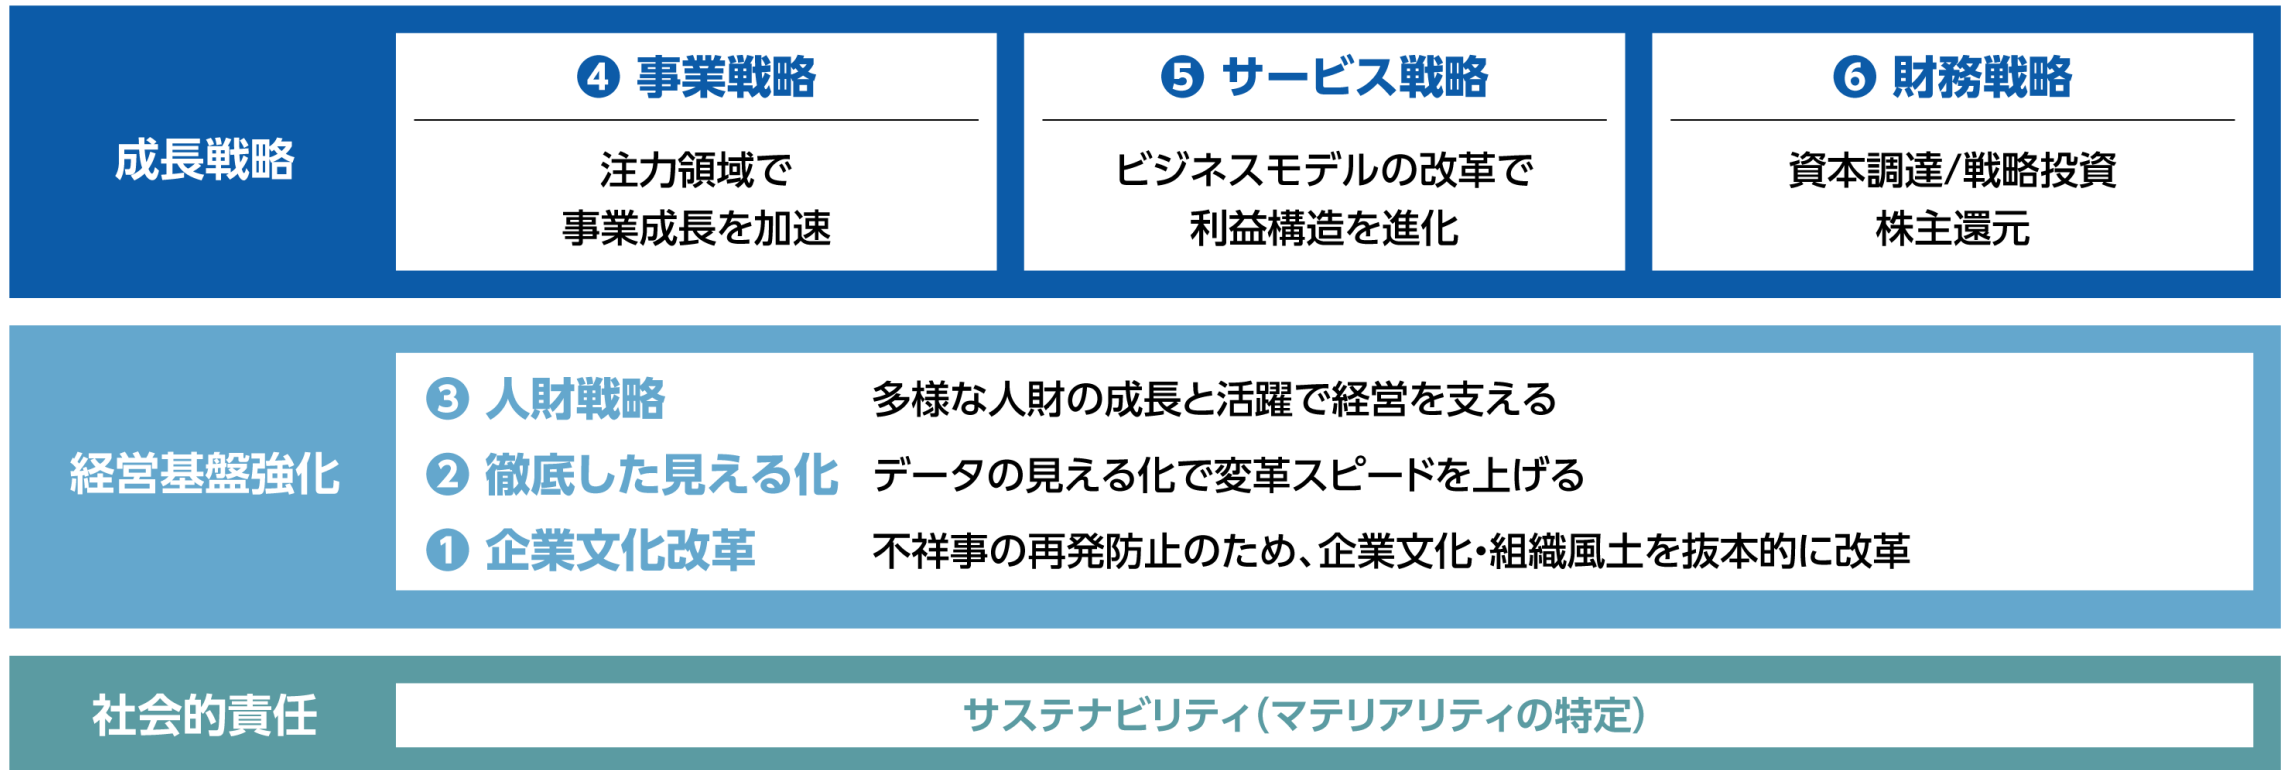 成長戦略
❹ 事業戦略
注力領域で
事業成長を加速
❺ サービス戦略
ビジネスモデルの改革で
利益構造を進化
❻ 財務戦略
資本調達/戦略投資
株主還元
経営基盤強化
❸ 人財戦略 多様な人財の成長と活躍で経営を支える
❷ 徹底した見える化 データの見える化で変革スピードを上げる
❶ 企業文化改革 不祥事の再発防止のため、企業文化・組織風土を抜本的に改革
社会的責任
サステナビリティ(マテリアリティの特定)